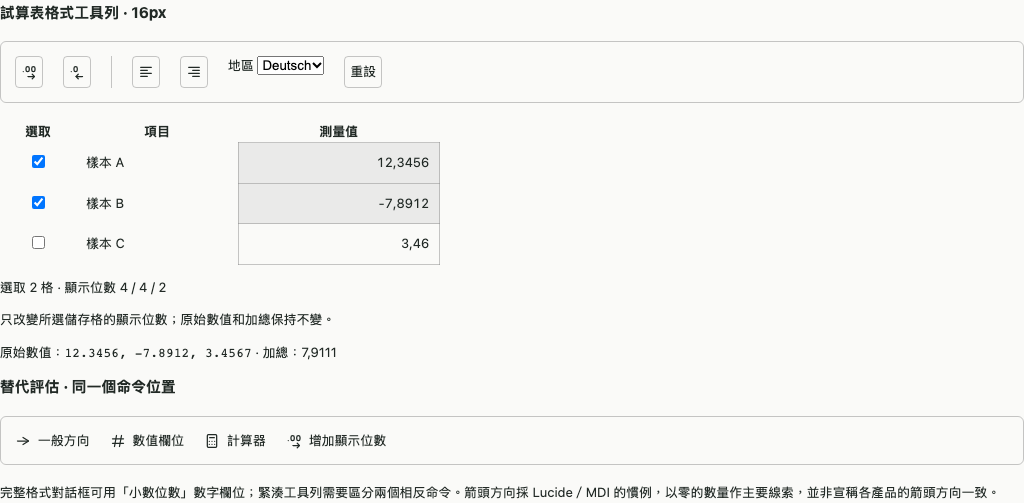 試算表格式工具列 · 16px
.00 .0 地區 Deutsch 重設
選取 項目 測量值
樣本 A 12,3456
樣本 B -7,8912
樣本 C 3,46
選取 2 格 · 顯示位數 4 / 4 / 2
只改變所選儲存格的顯示位數；原始數值和加總保持不變。
原始數值：12.3456, -7.8912, 3.4567 · 加總：7,9111
替代評估 · 同一個命令位置
一般方向 數值欄位 計算器 .00 增加顯示位數
完整格式對話框可用「小數位數」數字欄位；緊湊工具列需要區分兩個相反命令。箭頭方向採 Lucide / MDI 的慣例，以零的數量作主要線索，並非宣稱各產品的箭頭方向一致。